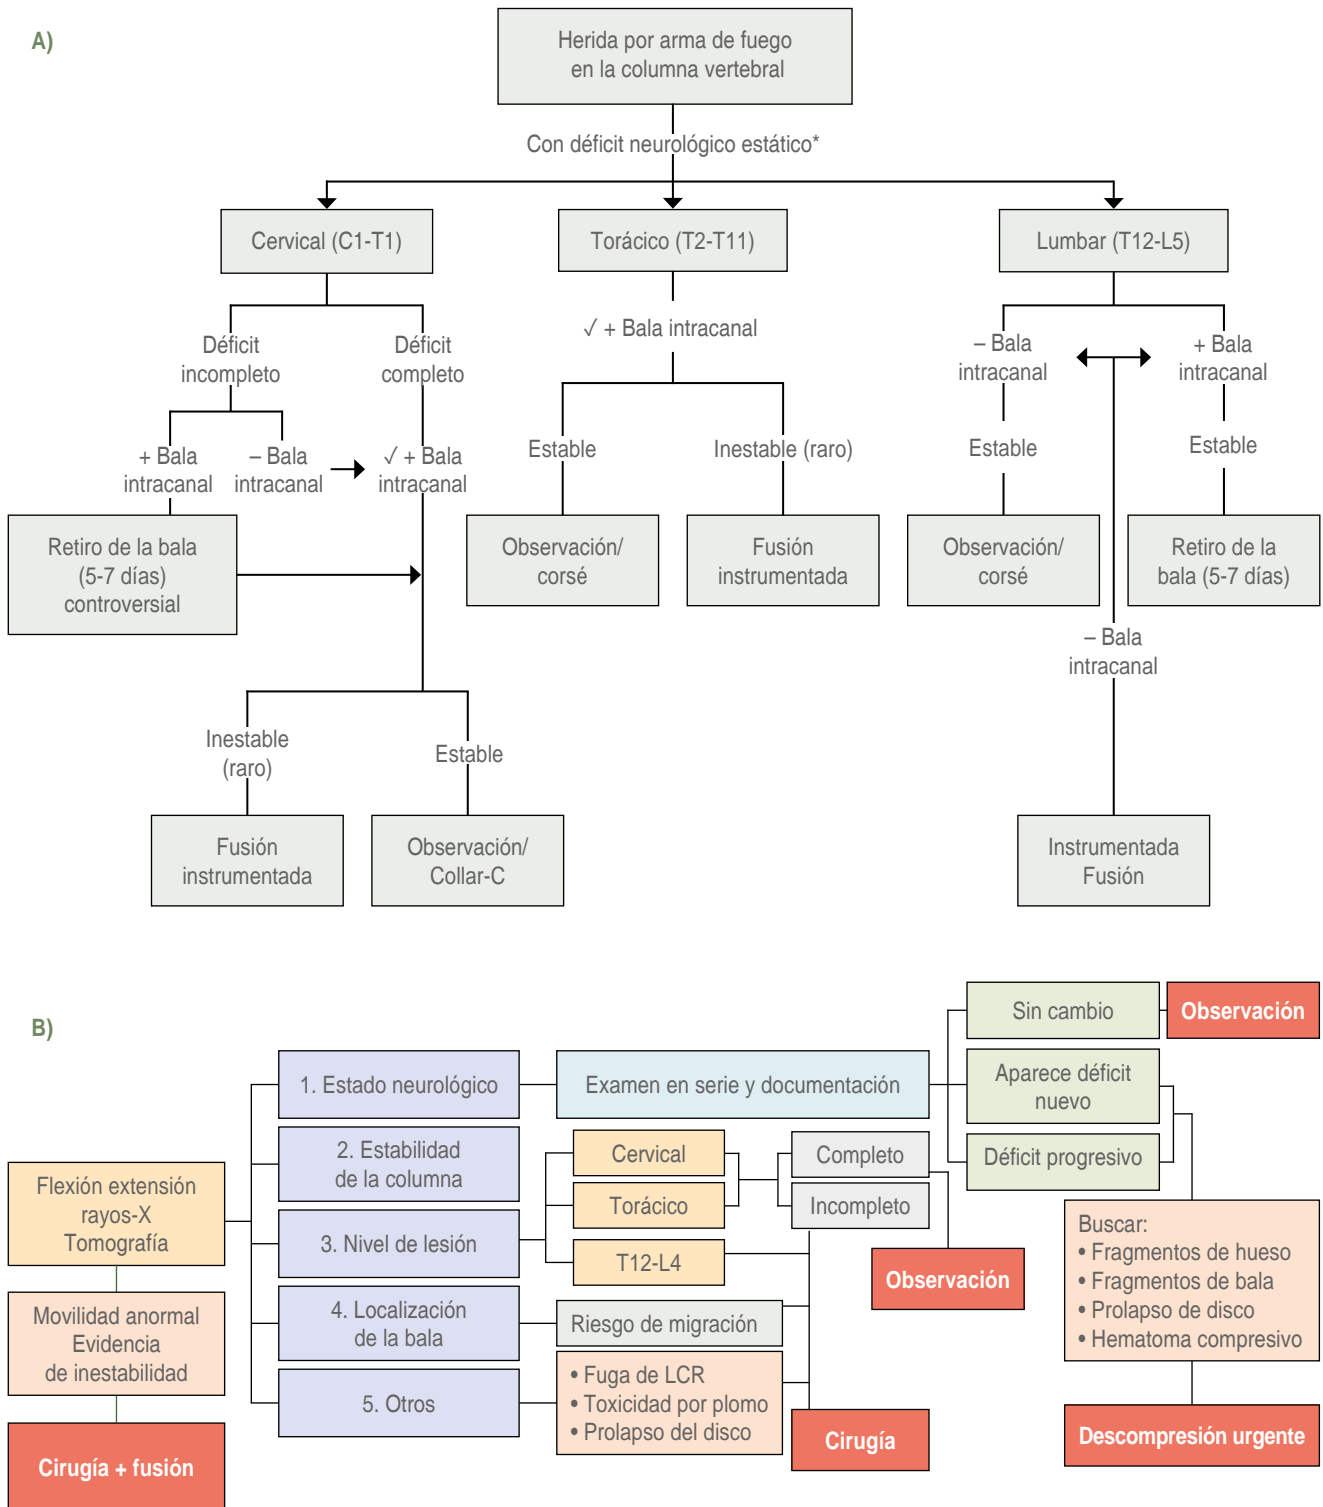 A)
Herida por arma de fuego
en la columna vertebral
Con déficit neurológico estático*
Cervical (C1-T1)
Torácico (T2-T11)
Lumbar (T12-L5)
Déficit
incompleto
Déficit
completo
+ Bala
intracanal
– Bala
intracanal
✓ + Bala
intracanal
Retiro de la bala
(5-7 días)
controversial
Inestable
(raro)
Estable
Fusión
instrumentada
Observación/
Collar-C
✓ + Bala intracanal
Estable
Inestable (raro)
Observación/
corsé
Fusión
instrumentada
– Bala
intracanal
+ Bala
intracanal
Estable
Estable
Observación/
corsé
Retiro de la
bala (5-7 días)
– Bala
intracanal
Instrumentada
Fusión
B)
Flexión extensión
rayos-X
Tomografía
Movilidad anormal
Evidencia
de inestabilidad
Cirugía + fusión
1. Estado neurológico
2. Estabilidad
de la columna
3. Nivel de lesión
4. Localización
de la bala
5. Otros
Examen en serie y documentación
Cervical
Torácico
T12-L4
Completo
Incompleto
Observación
Riesgo de migración
• Fuga de LCR
• Toxicidad por plomo
• Prolapso del disco
Cirugía
Sin cambio
Observación
Aparece déficit
nuevo
Déficit progresivo
Buscar:
• Fragmentos de hueso
• Fragmentos de bala
• Prolapso de disco
• Hematoma compresivo
Descompresión urgente